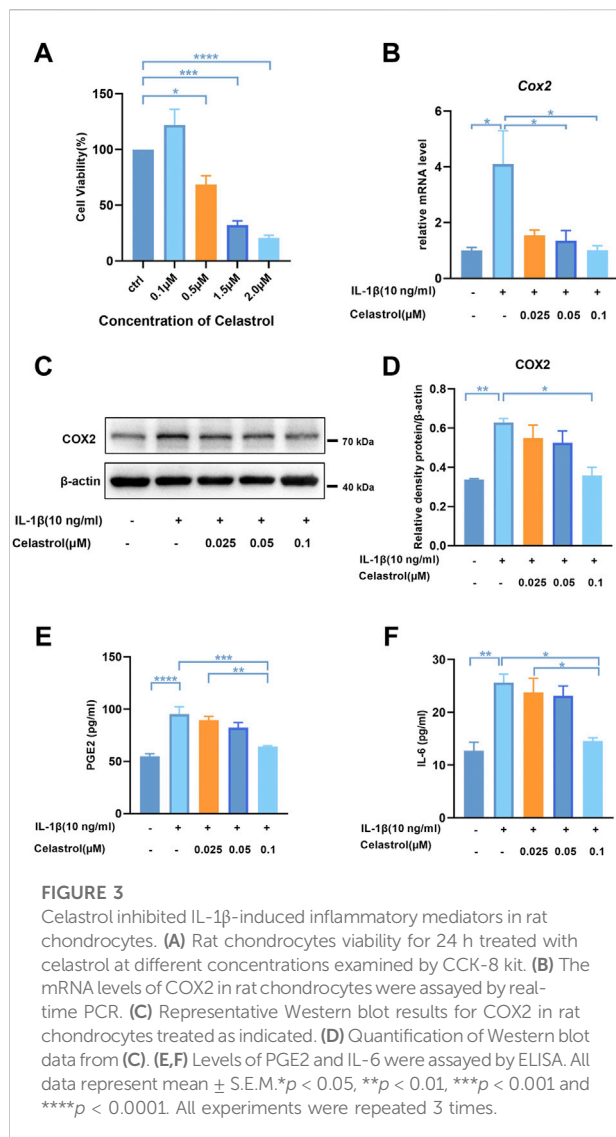 A
****
***
*
150
100
50
0
Cell Viability(%)
ctrl
0.1μM
0.5μM
1.5μM
2.0μM
Concentration of Celastrol
B
Cox2
*
*
*
6
4
2
0
relative mRNA level
IL-1β(10 ng/ml) - + + + +
Celastrol(μM) - - 0.025 0.05 0.1
C
COX2
70 kDa
β-actin
40 kDa
IL-1β(10 ng/ml) - + + + +
Celastrol(μM) - - 0.025 0.05 0.1
D
COX2
** *
0.8
0.6
0.4
0.2
0.0
Relative density protein/β-actin
IL-1β(10 ng/ml) - + + + +
Celastrol(μM) - - 0.025 0.05 0.1
E
***
**
****
150
100
50
0
PGE2 (pg/ml)
IL-1β(10 ng/ml) - + + + +
Celastrol(μM) - - 0.025 0.05 0.1
F
** *
*
30
20
10
0
IL-6 (pg/ml)
IL-1β(10 ng/ml) - + + + +
Celastrol(μM) - - 0.025 0.05 0.1
FIGURE 3
Celastrol inhibited IL-1β-induced inflammatory mediators in rat
chondrocytes. (A) Rat chondrocytes viability for 24 h treated with
celastrol at different concentrations examined by CCK-8 kit. (B) The
mRNA levels of COX2 in rat chondrocytes were assayed by real-
time PCR. (C) Representative Western blot results for COX2 in rat
chondrocytes treated as indicated. (D) Quantification of Western blot
data from (C). (E,F) Levels of PGE2 and IL-6 were assayed by ELISA. All
data represent mean ± S.E.M.*p < 0.05, **p < 0.01, ***p < 0.001 and
****p < 0.0001. All experiments were repeated 3 times.